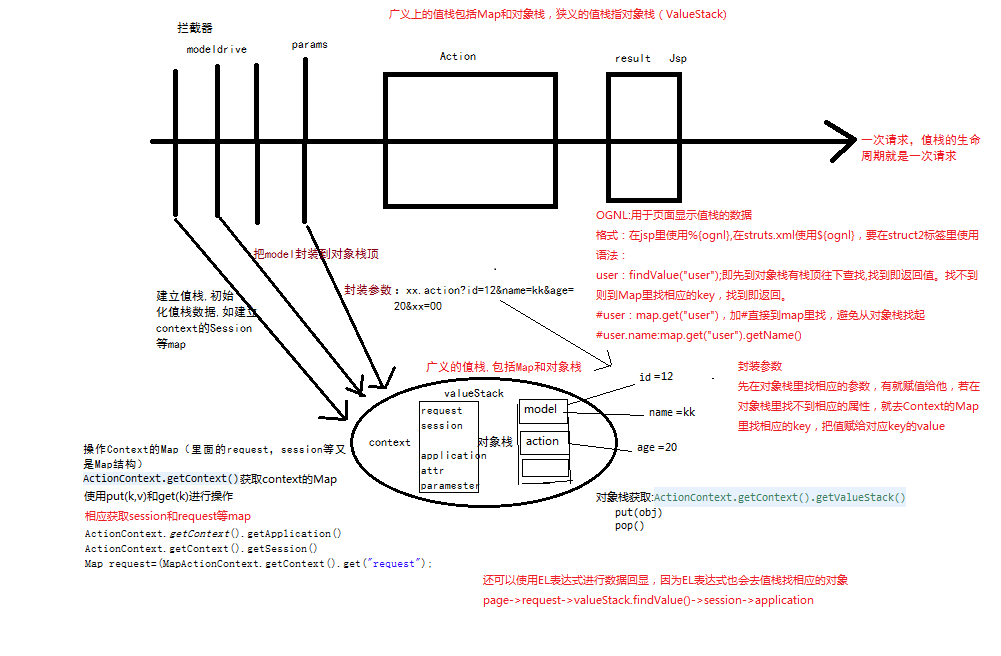 广义上的值栈包括Map和对象栈，狭义的值栈指对象栈（ValueStack)
拦截器
modeldrive
params
Action
result
Jsp
一次请求，值栈的生命
周期就是一次请求
OGNL:用于页面显示值栈的数据
格式：在jsp里使用%{ognl},在struts.xml使用${ognl}，要在struct2标签里使用
语法：
user：findValue("user");即先到对象栈有栈顶往下查找,找到即返回值。找不到
则到Map里找相应的key，找到即返回。
#user：map.get("user")，加#直接到map里找，避免从对象栈找起
#user.name:map.get("user").getName()
把model封装到对象栈顶
封装参数：xx.action?id=12&name=kk&age=
20&xx=00
建立值栈,初始
化值栈数据,如建立
context的Session
等map
广义的值栈,包括Map和对象栈
valueStack
request
session
application
attr
paramester
context
对象栈
model
action
id =12
name =kk
age =20
封装参数
先在对象栈里找相应的参数，有就赋值给他，若在
对象栈里找不到相应的属性，就去Context的Map
里找相应的key，把值赋给对应key的value
操作Context的Map（里面的request，session等又
是Map结构）
ActionContext.getContext()获取context的Map
使用put(k,v)和get(k)进行操作
相应获取session和request等map
ActionContext.getContext().getApplication()
ActionContext.getContext().getSession()
Map request=(MapActionContext.getContext().get("request");
对象栈获取:ActionContext.getContext().getValueStack()
put(obj)
pop()
还可以使用EL表达式进行数据回显，因为EL表达式也会去值栈找相应的对象
page->request->valueStack.findValue()->session->application